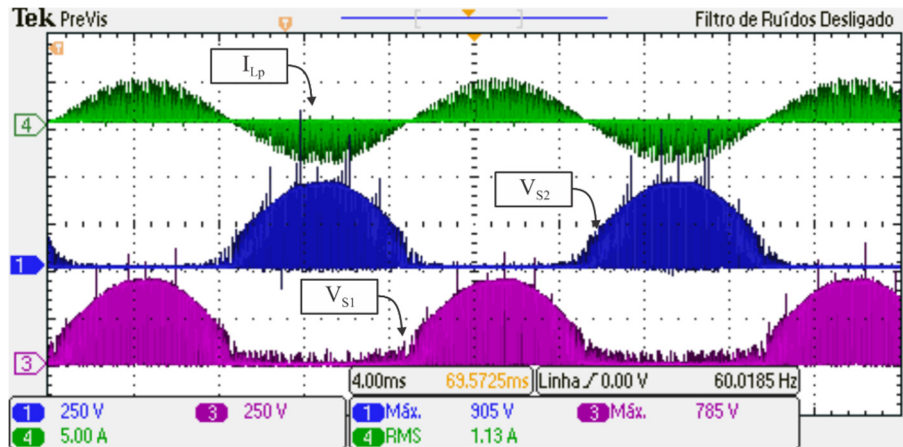 Tek PreVis
Filtro de Ruídos Desligado
T
T
I_Lp
4
V_S2
1
V_S1
3
4.00ms 69.5725ms
Linha ∕ 0.00 V 60.0185 Hz
1 250 V 3 250 V
4 5.00 A
1 Máx. 905 V 3 Máx. 785 V
4 RMS 1.13 A